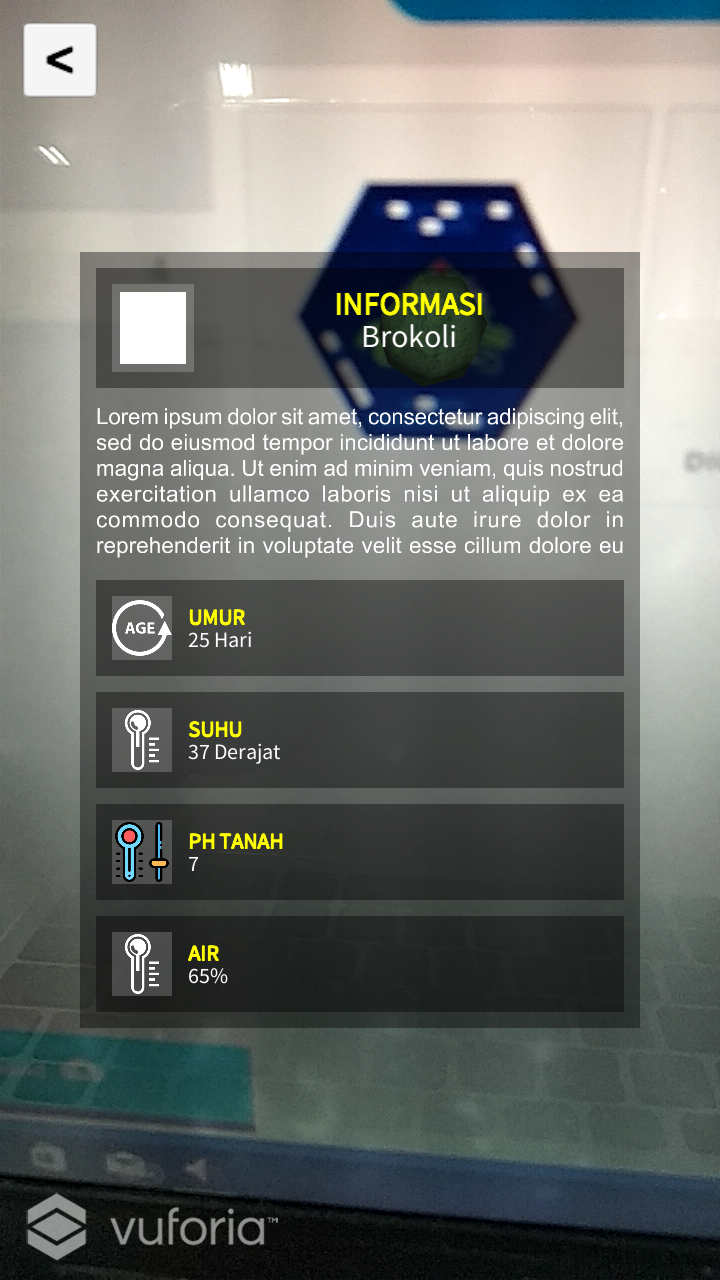 <
INFORMASI
Brokoli
Lorem ipsum dolor sit amet, consectetur adipiscing elit,
sed do eiusmod tempor incididunt ut labore et dolore
magna aliqua. Ut enim ad minim veniam, quis nostrud
exercitation ullamco laboris nisi ut aliquip ex ea
commodo consequat. Duis aute irure dolor in
reprehenderit in voluptate velit esse cillum dolore eu
AGE
UMUR
25 Hari
SUHU
37 Derajat
PH TANAH
7
AIR
65%
vuforia™